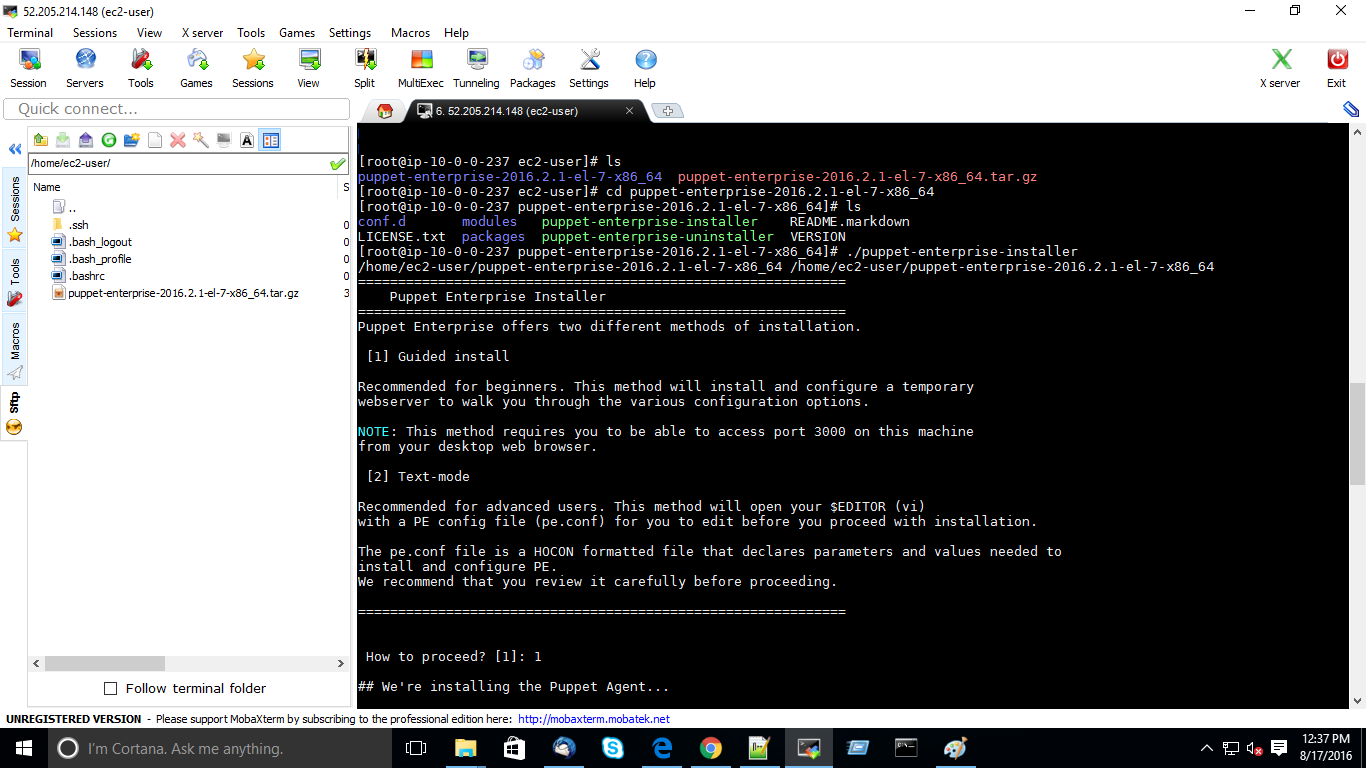 52.205.214.148 (ec2-user)
Terminal Sessions View X server Tools Games Settings Macros Help
Session Servers Tools Games Sessions View Split MultiExec Tunneling Packages Settings Help X server Exit
Quick connect...
6. 52.205.214.148 (ec2-user)
/home/ec2-user/
Name S
..
.ssh 0
.bash_logout 0
.bash_profile 0
.bashrc 0
puppet-enterprise-2016.2.1-el-7-x86_64.tar.gz 3
Sessions
Tools
Macros
Sftp
Follow terminal folder
[root@ip-10-0-0-237 ec2-user]# ls
puppet-enterprise-2016.2.1-el-7-x86_64 puppet-enterprise-2016.2.1-el-7-x86_64.tar.gz
[root@ip-10-0-0-237 ec2-user]# cd puppet-enterprise-2016.2.1-el-7-x86_64
[root@ip-10-0-0-237 puppet-enterprise-2016.2.1-el-7-x86_64]# ls
conf.d modules puppet-enterprise-installer README.markdown
LICENSE.txt packages puppet-enterprise-uninstaller VERSION
[root@ip-10-0-0-237 puppet-enterprise-2016.2.1-el-7-x86_64]# ./puppet-enterprise-installer
/home/ec2-user/puppet-enterprise-2016.2.1-el-7-x86_64 /home/ec2-user/puppet-enterprise-2016.2.1-el-7-x86_64
=============================================================
Puppet Enterprise Installer
=============================================================
Puppet Enterprise offers two different methods of installation.
[1] Guided install
Recommended for beginners. This method will install and configure a temporary
webserver to walk you through the various configuration options.
NOTE: This method requires you to be able to access port 3000 on this machine
from your desktop web browser.
[2] Text-mode
Recommended for advanced users. This method will open your $EDITOR (vi)
with a PE config file (pe.conf) for you to edit before you proceed with installation.
The pe.conf file is a HOCON formatted file that declares parameters and values needed to
install and configure PE.
We recommend that you review it carefully before proceeding.
=============================================================
How to proceed? [1]: 1
## We're installing the Puppet Agent...
UNREGISTERED VERSION - Please support MobaXterm by subscribing to the professional edition here: http://mobaxterm.mobatek.net
I'm Cortana. Ask me anything.
12:37 PM
8/17/2016